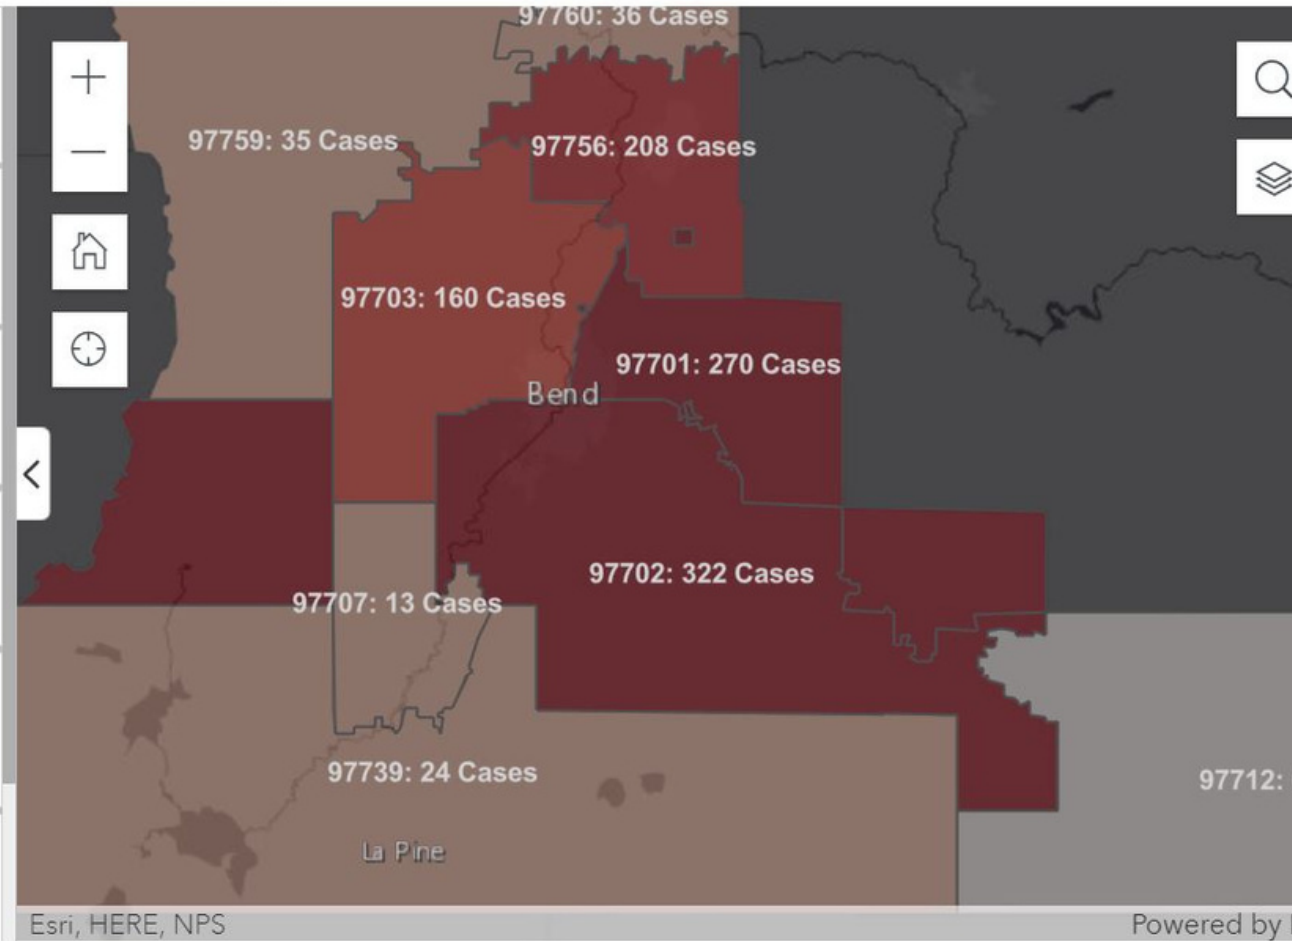 97760: 36 Cases
97759: 35 Cases
97756: 208 Cases
97703: 160 Cases
97701: 270 Cases
Bend
97702: 322 Cases
97707: 13 Cases
97739: 24 Cases
97712:
La Pine
Esri, HERE, NPS
Powered by